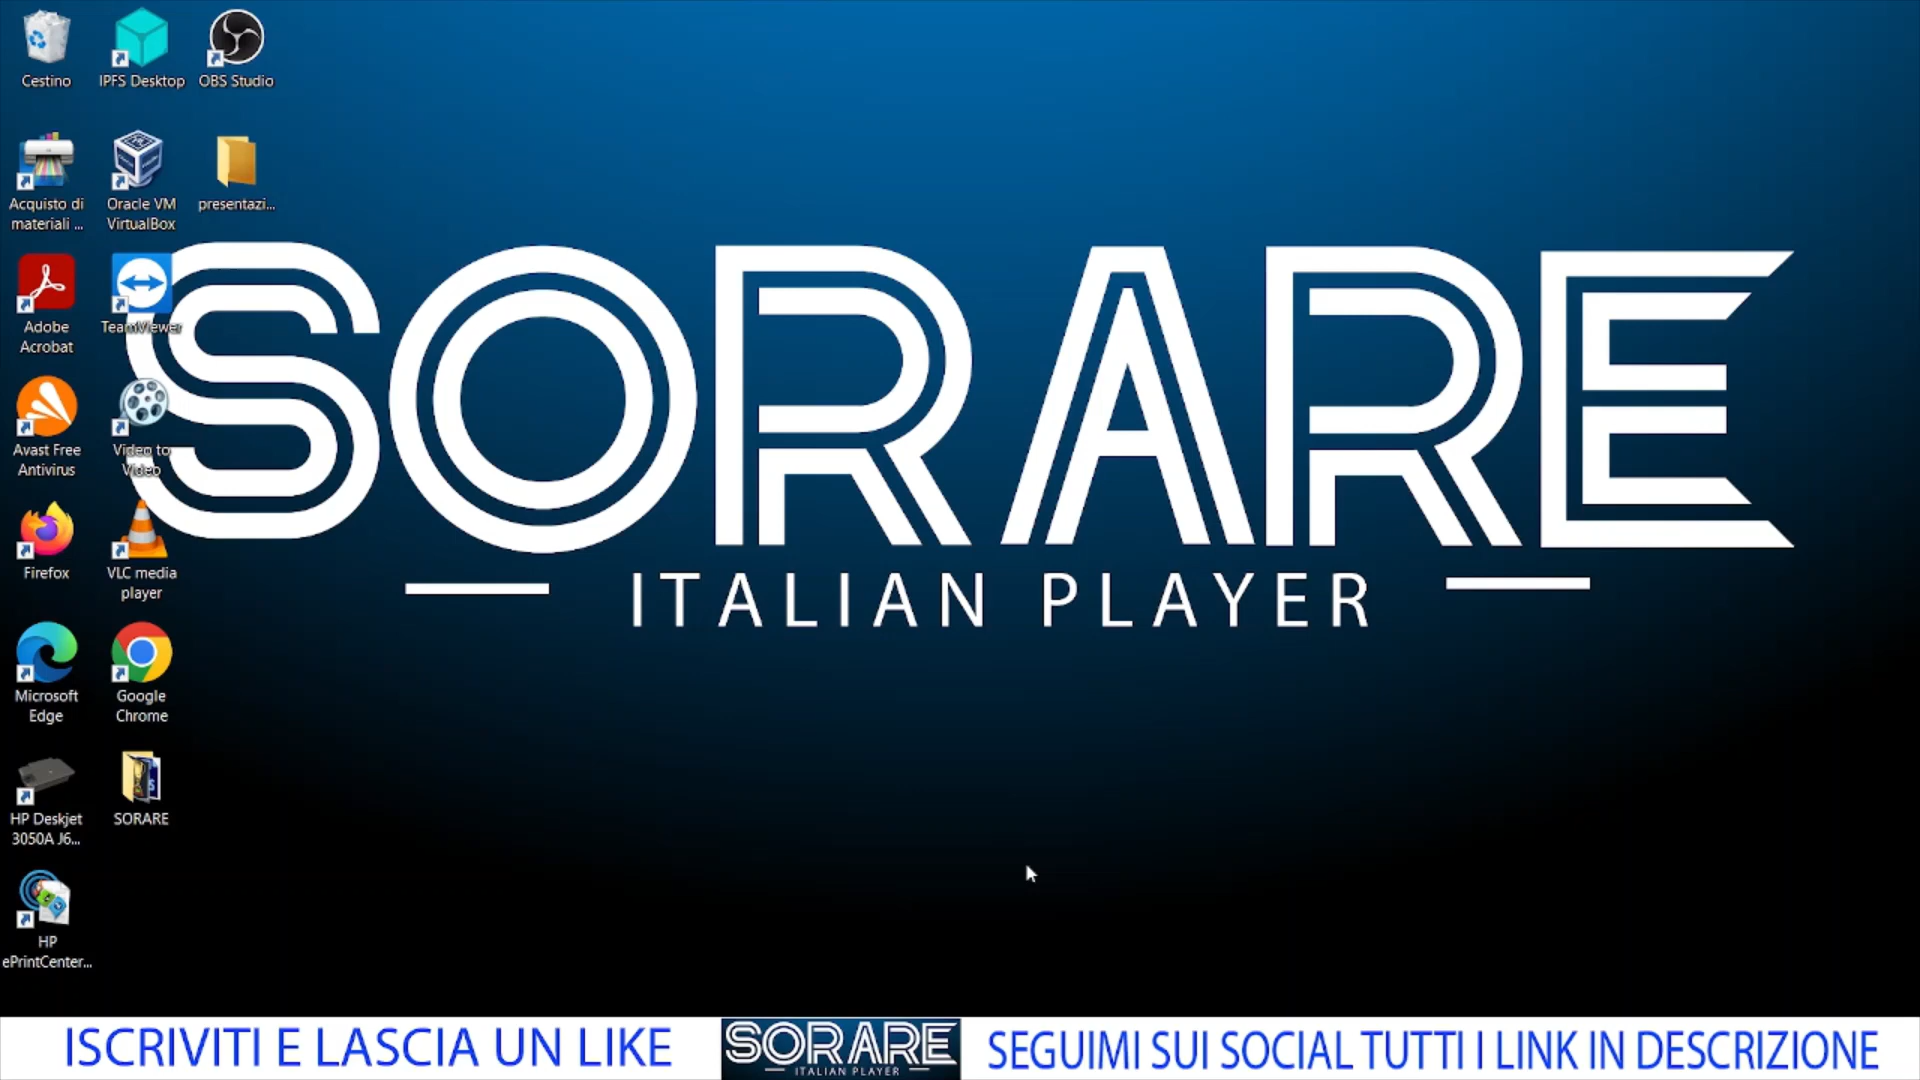 Cestino
IPFS Desktop
OBS Studio
Acquisto di
materiali ...
Oracle VM
VirtualBox
presentazi...
Adobe
Acrobat
TeamViewer
Avast Free
Antivirus
Video to
Video
Firefox
VLC media
player
Microsoft
Edge
Google
Chrome
HP Deskjet
3050A J6...
SORARE
HP
ePrintCenter...
SORARE
ITALIAN PLAYER
ISCRIVITI E LASCIA UN LIKE
SORARE
ITALIAN PLAYER
SEGUIMI SUI SOCIAL TUTTI I LINK IN DESCRIZIONE